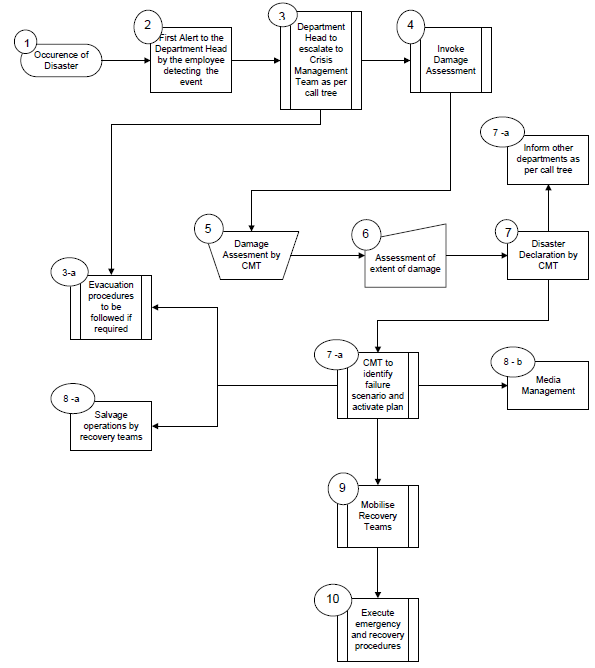 1
Occurence of
Disaster
2
First Alert to the
Department Head
by the employee
detecting the
event
3
Department
Head to
escalate to
Crisis
Management
Team as per
call tree
4
Invoke
Damage
Assessment
7 -a
Inform other
departments as
per call tree
5
Damage
Assesment by
CMT
6
Assessment of
extent of damage
7
Disaster
Declaration by
CMT
3-a
Evacuation
procedures
to be
followed if
required
7 -a
CMT to
identify
failure
scenario and
activate plan
8 - b
Media
Management
8 -a
Salvage
operations by
recovery teams
9
Mobilise
Recovery
Teams
10
Execute
emergency
and recovery
procedures